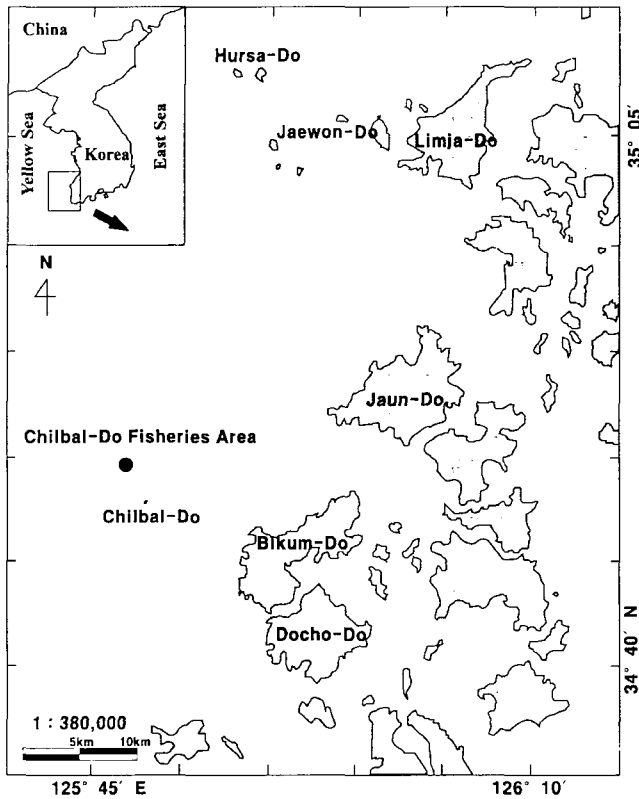 China
Yellow Sea
Korea
East Sea
N
Hursa-Do
Jaewon-Do
Limja-Do
35° 05′
Jaun-Do
Chilbal-Do Fisheries Area
Chilbal-Do
Bikum-Do
Docho-Do
34° 40′ N
1 : 380,000
5km 10km
125° 45′ E
126° 10′